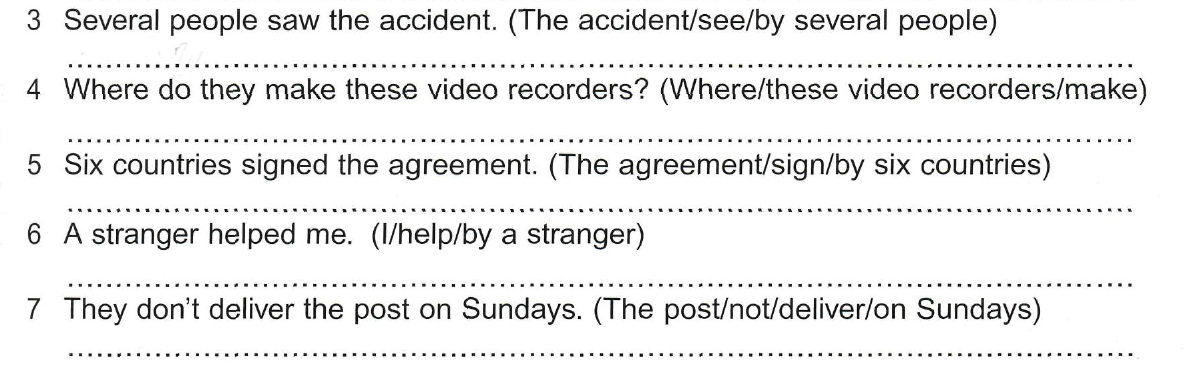 3 Several people saw the accident. (The accident/see/by several people)
4 Where do they make these video recorders? (Where/these video recorders/make)
5 Six countries signed the agreement. (The agreement/sign/by six countries)
6 A stranger helped me. (I/help/by a stranger)
7 They don't deliver the post on Sundays. (The post/not/deliver/on Sundays)